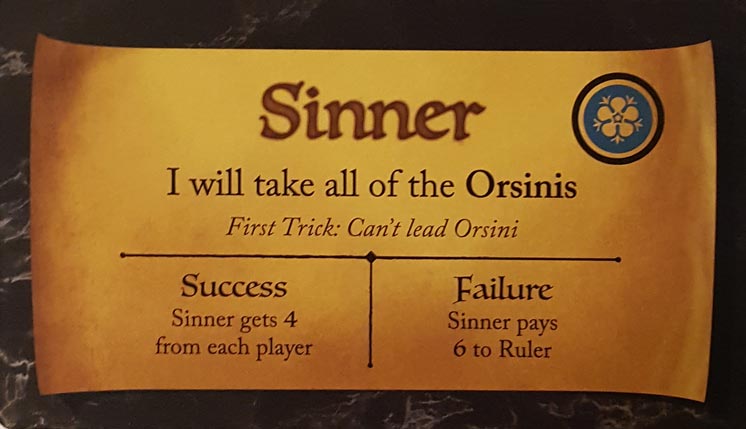 Sinner
I will take all of the Orsinis
First Trick: Can't lead Orsini
Success
Sinner gets 4
from each player
Failure
Sinner pays
6 to Ruler